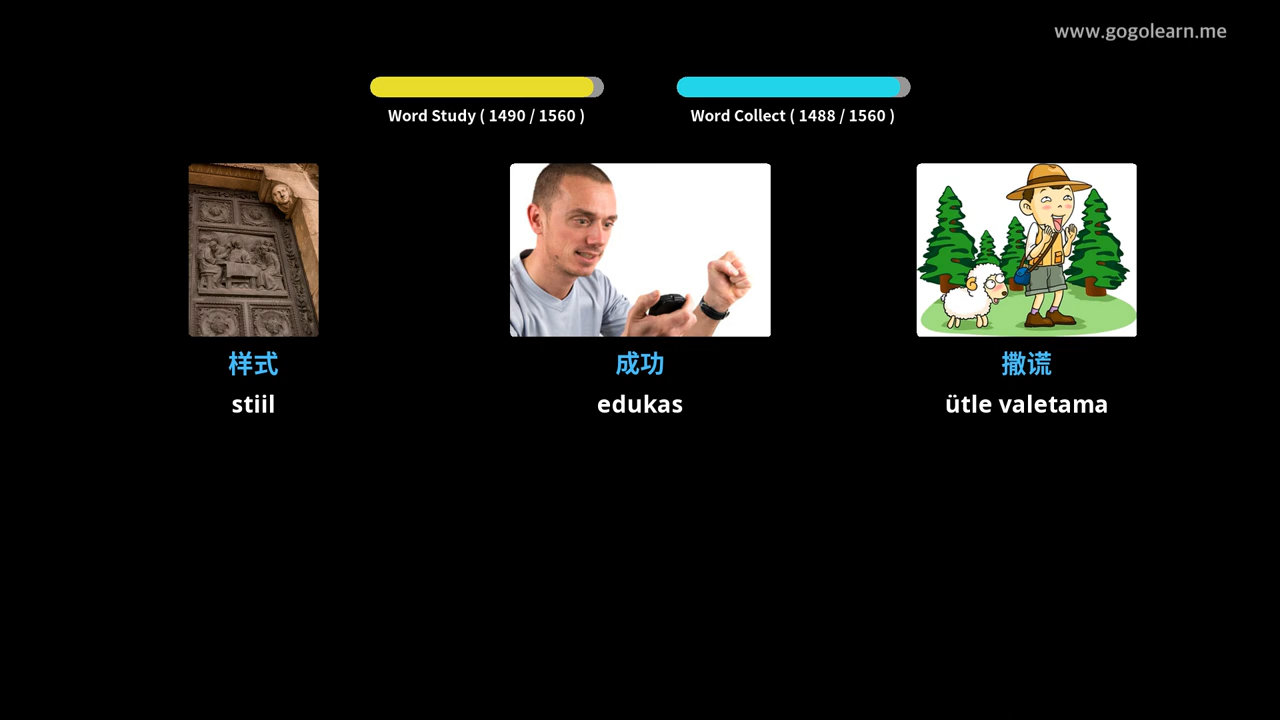 www.gogolearn.me
Word Study ( 1490 / 1560 )
Word Collect ( 1488 / 1560 )
样式
成功
撒谎
stiil
edukas
ütle valetama